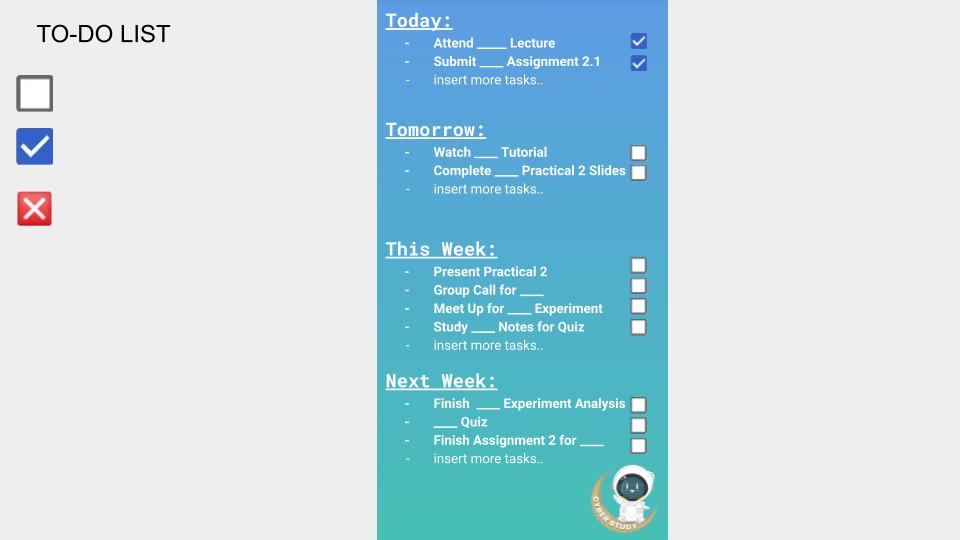 TO-DO LIST
Today:
- Attend _____ Lecture
- Submit ____ Assignment 2.1
- insert more tasks..
Tomorrow:
- Watch ____ Tutorial
- Complete ____ Practical 2 Slides
- insert more tasks..
This Week:
- Present Practical 2
- Group Call for ____
- Meet Up for ____ Experiment
- Study ____ Notes for Quiz
- insert more tasks..
Next Week:
- Finish ____ Experiment Analysis
- ____ Quiz
- Finish Assignment 2 for ____
- insert more tasks..
CYBER STUDY